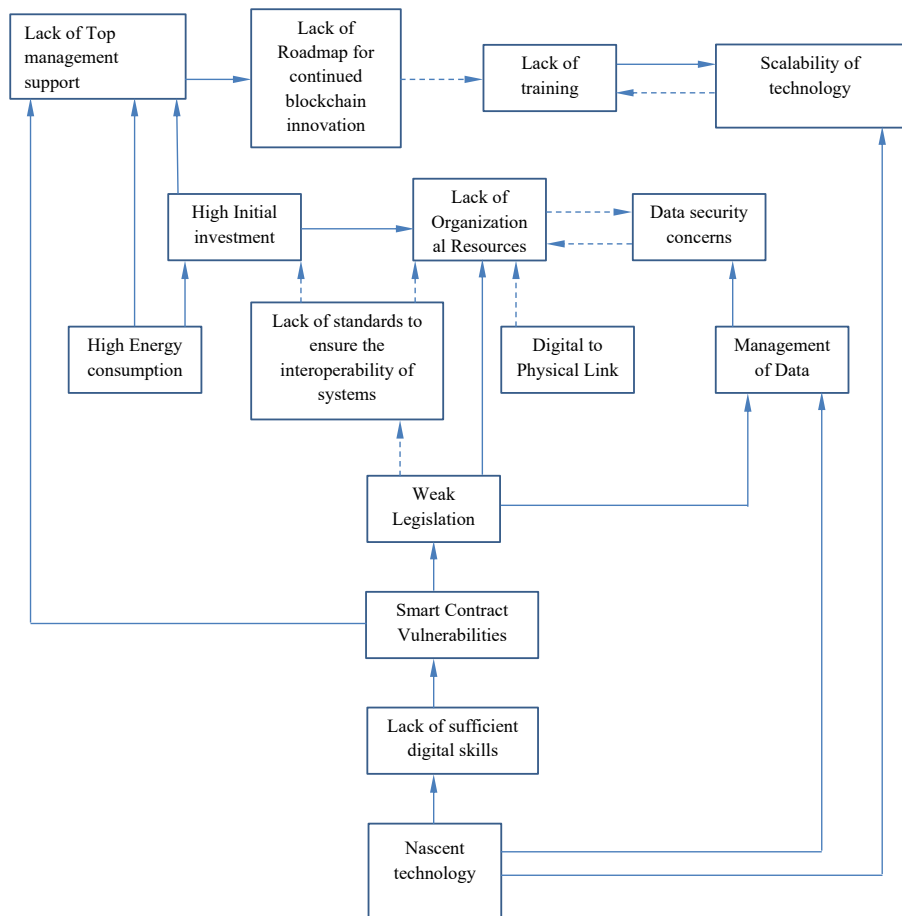 Lack of Top
management
support
Lack of
Roadmap for
continued
blockchain
innovation
Lack of
training
Scalability of
technology
High Initial
investment
Lack of
Organization
al Resources
Data security
concerns
High Energy
consumption
Lack of standards to
ensure the
interoperability of
systems
Digital to
Physical Link
Management
of Data
Weak
Legislation
Smart Contract
Vulnerabilities
Lack of sufficient
digital skills
Nascent
technology